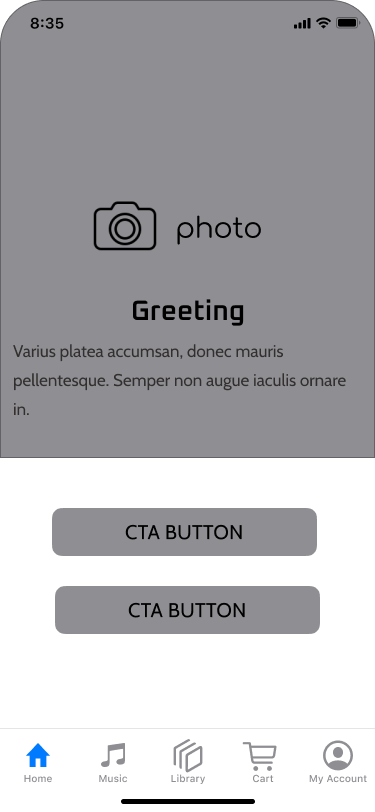 8:35
photo
Greeting
Varius platea accumsan, donec mauris
pellentesque. Semper non augue iaculis ornare
in.
CTA BUTTON
CTA BUTTON
Home Music Library Cart My Account